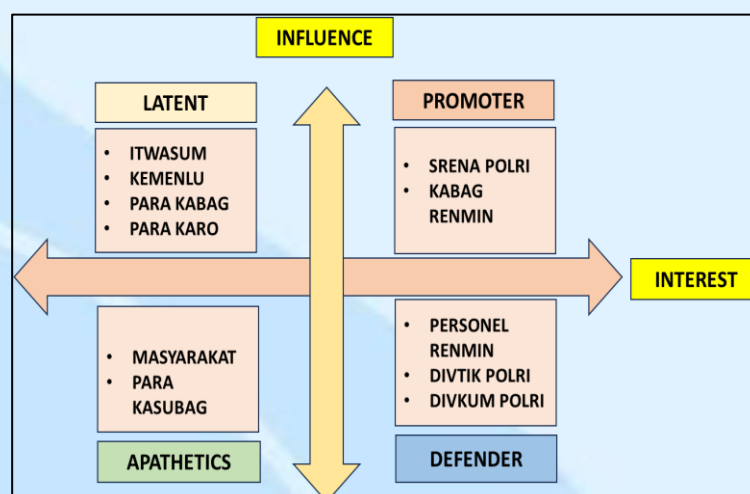 INFLUENCE
LATENT
• ITWASUM
• KEMENLU
• PARA KABAG
• PARA KARO
PROMOTER
• SRENA POLRI
• KABAG
RENMIN
INTEREST
• MASYARAKAT
• PARA
KASUBAG
APATHETICS
• PERSONEL
RENMIN
• DIVTIK POLRI
• DIVKUM POLRI
DEFENDER